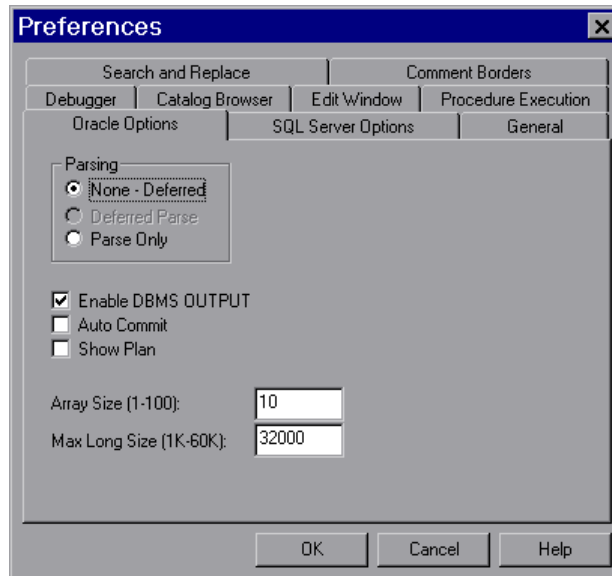 Preferences
Search and Replace Comment Borders
Debugger Catalog Browser Edit Window Procedure Execution
Oracle Options SQL Server Options General
Parsing
None - Deferred
Deferred Parse
Parse Only
Enable DBMS OUTPUT
Auto Commit
Show Plan
Array Size (1-100): 10
Max Long Size (1K-60K): 32000
OK Cancel Help